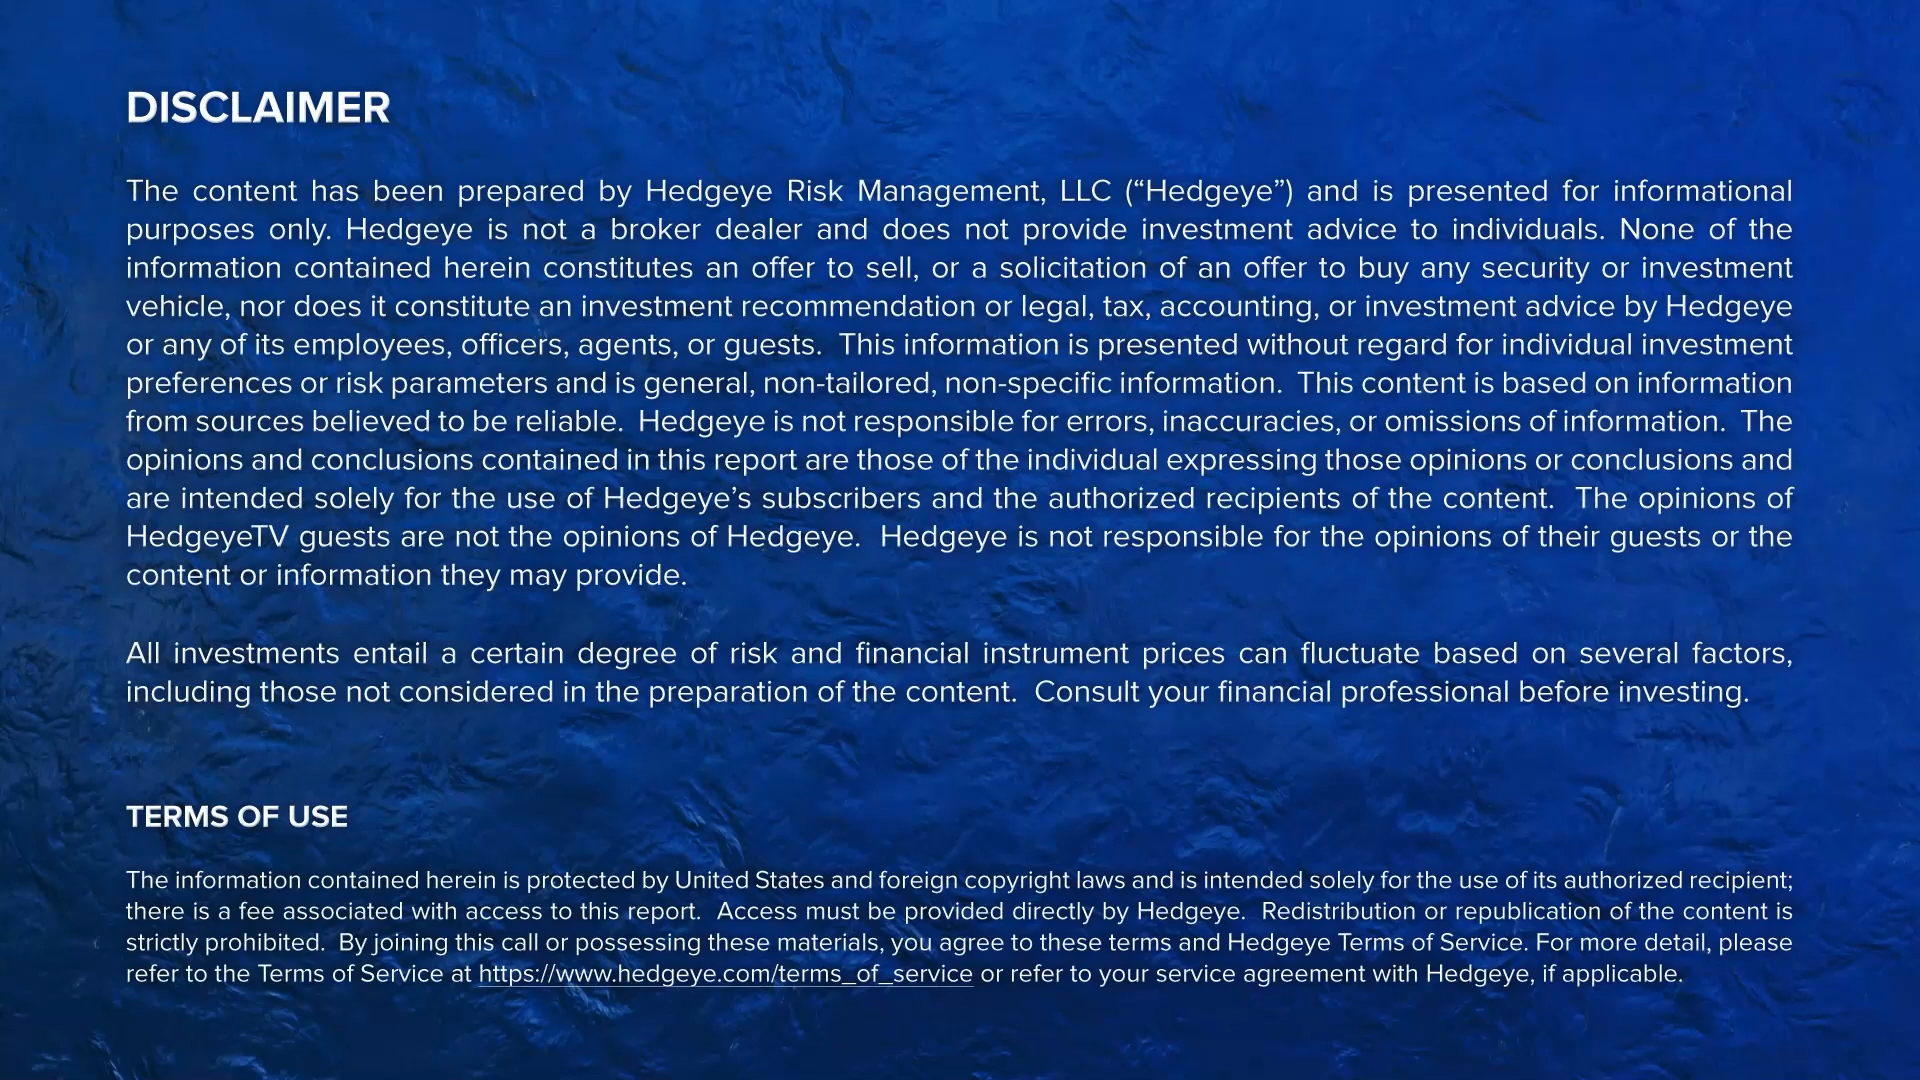 DISCLAIMER
The content has been prepared by Hedgeye Risk Management, LLC (“Hedgeye”) and is presented for informational
purposes only. Hedgeye is not a broker dealer and does not provide investment advice to individuals. None of the
information contained herein constitutes an offer to sell, or a solicitation of an offer to buy any security or investment
vehicle, nor does it constitute an investment recommendation or legal, tax, accounting, or investment advice by Hedgeye
or any of its employees, officers, agents, or guests.  This information is presented without regard for individual investment
preferences or risk parameters and is general, non-tailored, non-specific information.  This content is based on information
from sources believed to be reliable.  Hedgeye is not responsible for errors, inaccuracies, or omissions of information.  The
opinions and conclusions contained in this report are those of the individual expressing those opinions or conclusions and
are intended solely for the use of Hedgeye’s subscribers and the authorized recipients of the content.  The opinions of
HedgeyeTV guests are not the opinions of Hedgeye.  Hedgeye is not responsible for the opinions of their guests or the
content or information they may provide.
All investments entail a certain degree of risk and financial instrument prices can fluctuate based on several factors,
including those not considered in the preparation of the content.  Consult your financial professional before investing.
TERMS OF USE
The information contained herein is protected by United States and foreign copyright laws and is intended solely for the use of its authorized recipient;
there is a fee associated with access to this report.  Access must be provided directly by Hedgeye.  Redistribution or republication of the content is
strictly prohibited.  By joining this call or possessing these materials, you agree to these terms and Hedgeye Terms of Service. For more detail, please
refer to the Terms of Service at https://www.hedgeye.com/terms_of_service or refer to your service agreement with Hedgeye, if applicable.